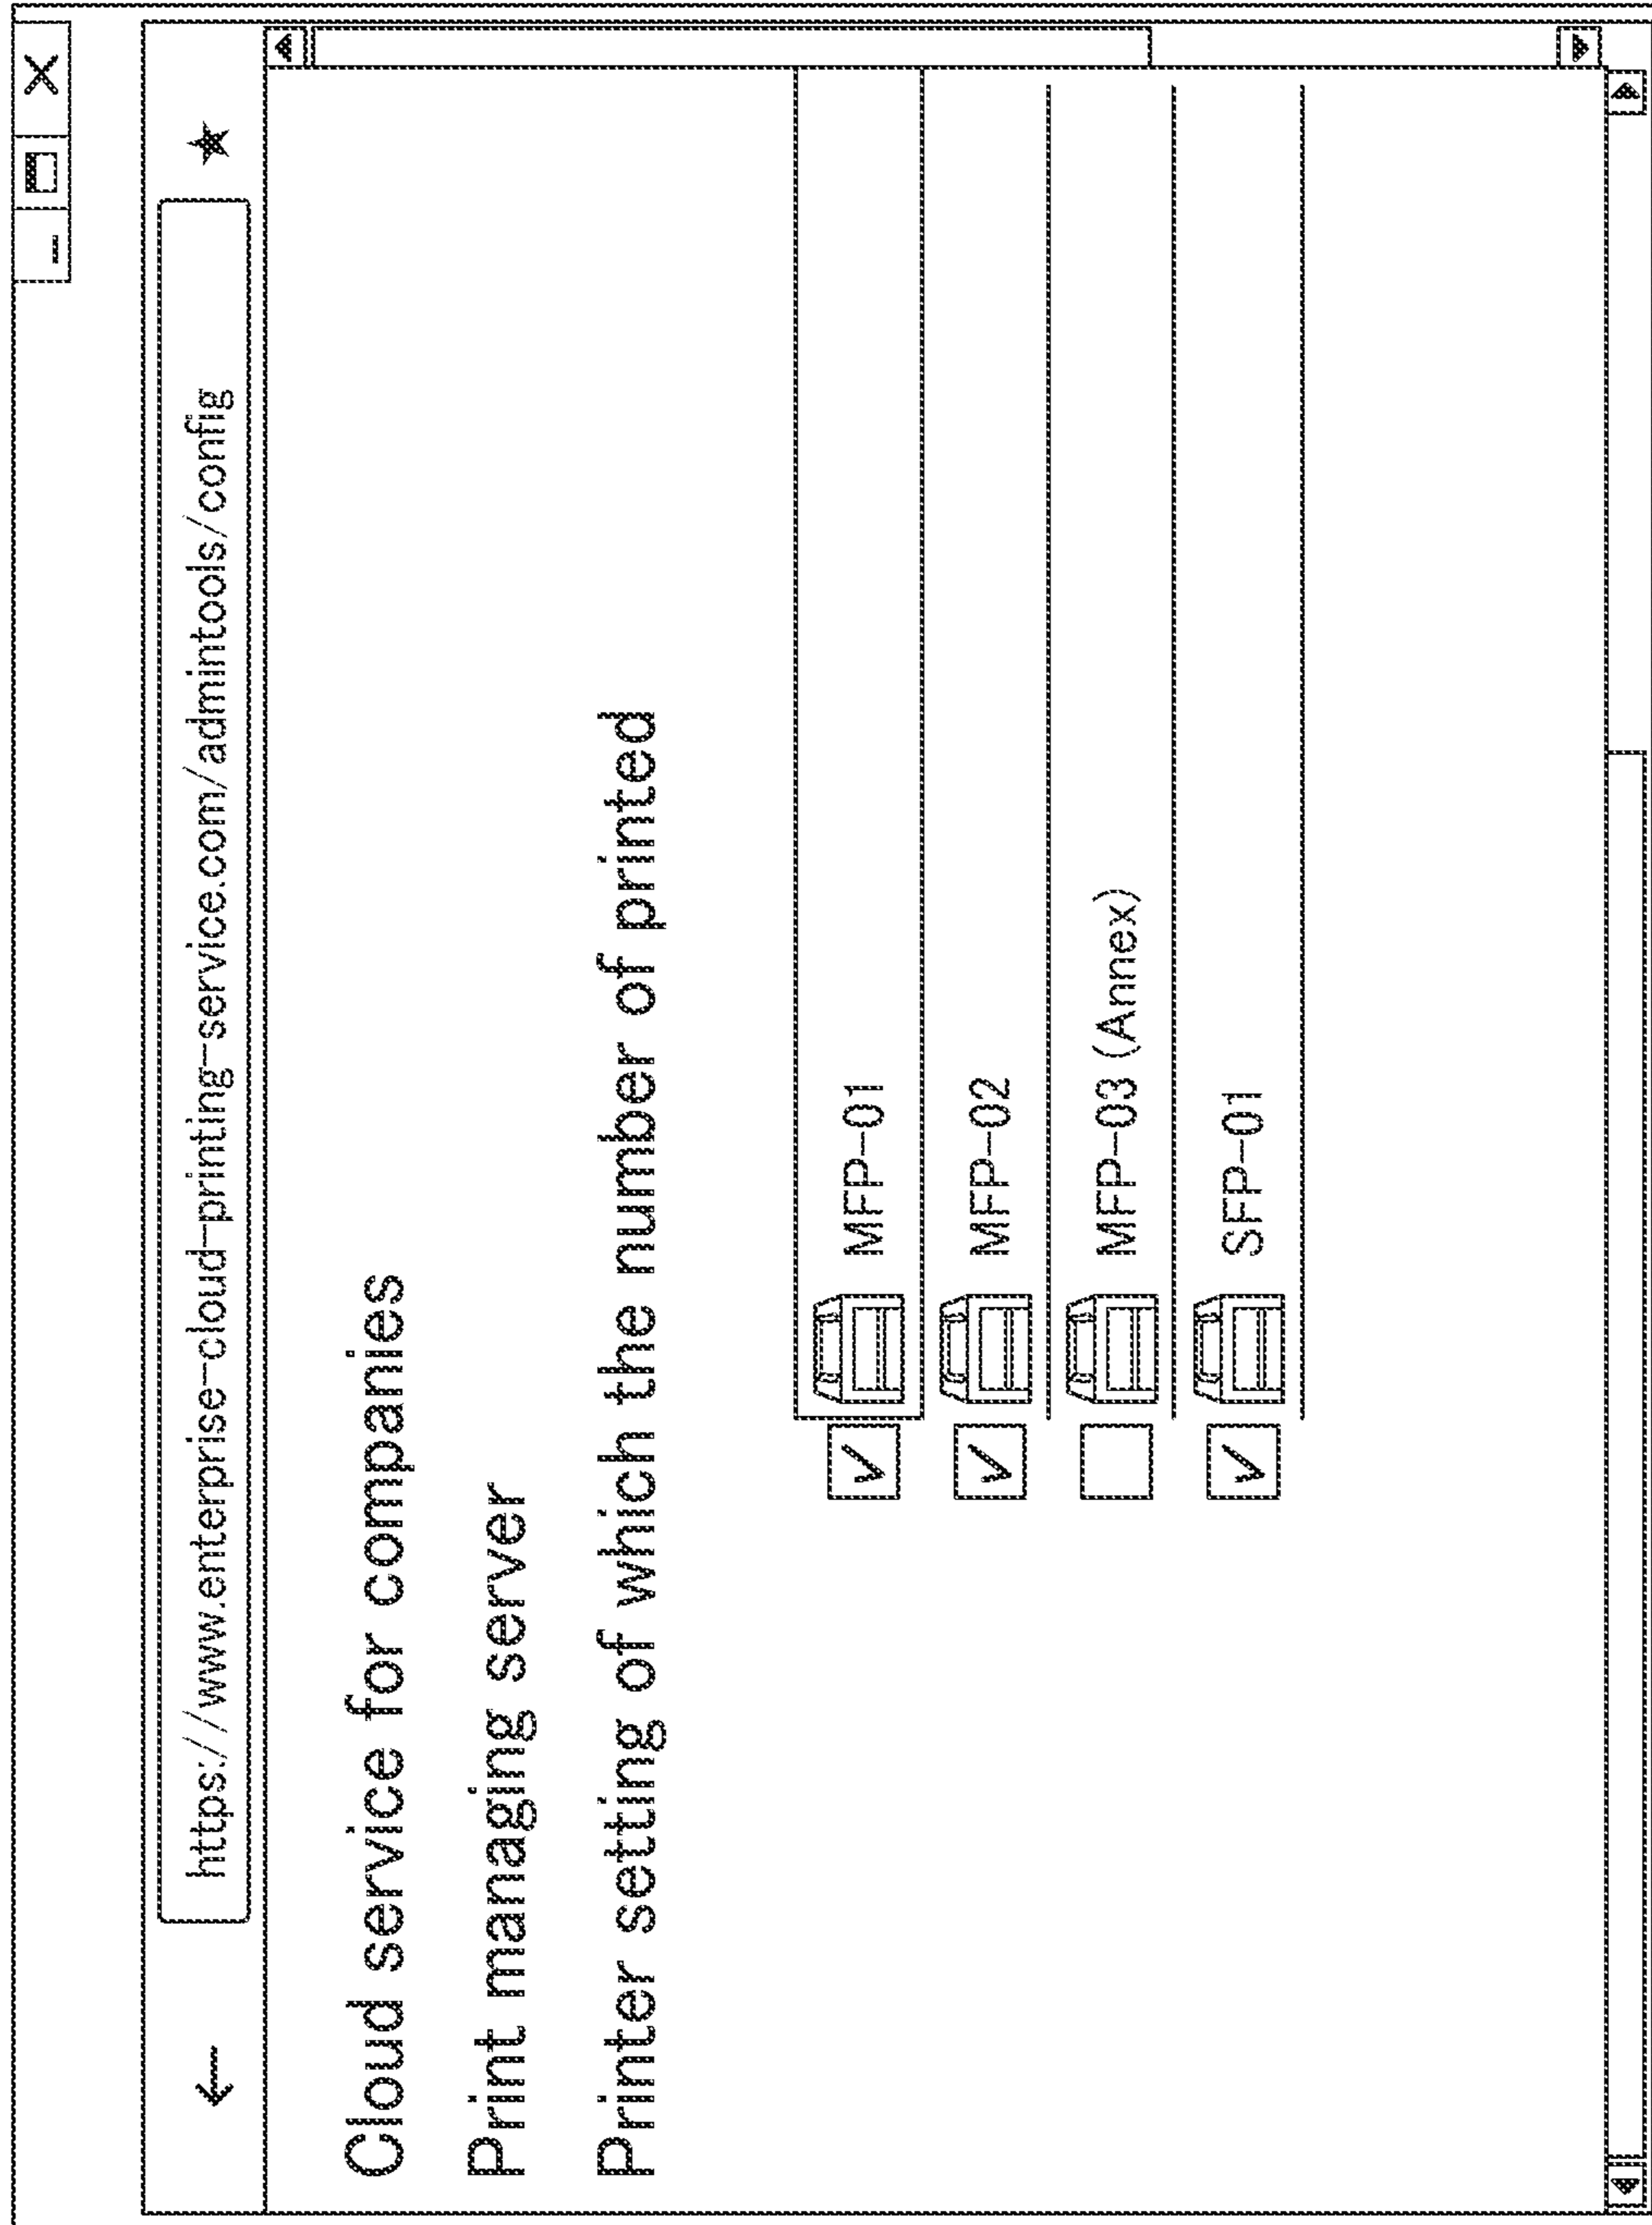 https://www.enterprise-cloud-printing-service.com/admintools/config
Cloud service for companies
Print managing server
Printer setting of which the number of printed
MFP-01
MFP-02
MFP-03 (Annex)
SFP-01